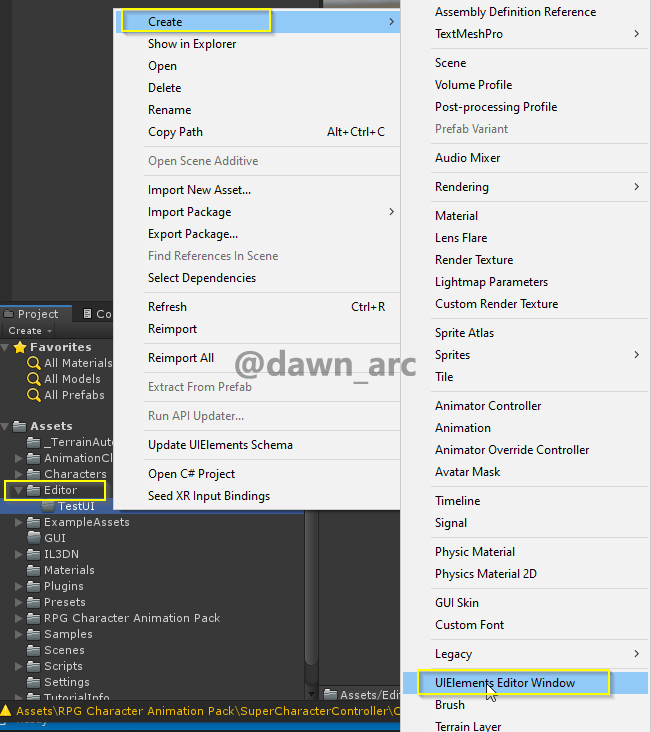 Create
Show in Explorer
Open
Delete
Rename
Copy Path Alt+Ctrl+C
Open Scene Additive
Import New Asset...
Import Package
Export Package...
Find References In Scene
Select Dependencies
Refresh Ctrl+R
Reimport
Reimport All
Extract From Prefab
Run API Updater...
Update UIElements Schema
Open C# Project
Seed XR Input Bindings
Assembly Definition Reference
TextMeshPro
Scene
Volume Profile
Post-processing Profile
Prefab Variant
Audio Mixer
Rendering
Material
Lens Flare
Render Texture
Lightmap Parameters
Custom Render Texture
Sprite Atlas
Sprites
Tile
Animator Controller
Animation
Animator Override Controller
Avatar Mask
Timeline
Signal
Physic Material
Physics Material 2D
GUI Skin
Custom Font
Legacy
UIElements Editor Window
Brush
Terrain Layer
@dawn_arc
Project
Co
Create
Favorites
All Materials
All Models
All Prefabs
Assets
_TerrainAuto
AnimationCl
Characters
Editor
TestUI
ExampleAssets
GUI
IL3DN
Materials
Plugins
Presets
RPG Character Animation Pack
Samples
Scenes
Scripts
Settings
TutorialInfo
Assets/Edi
Assets\RPG Character Animation Pack\SuperCharacterController\C